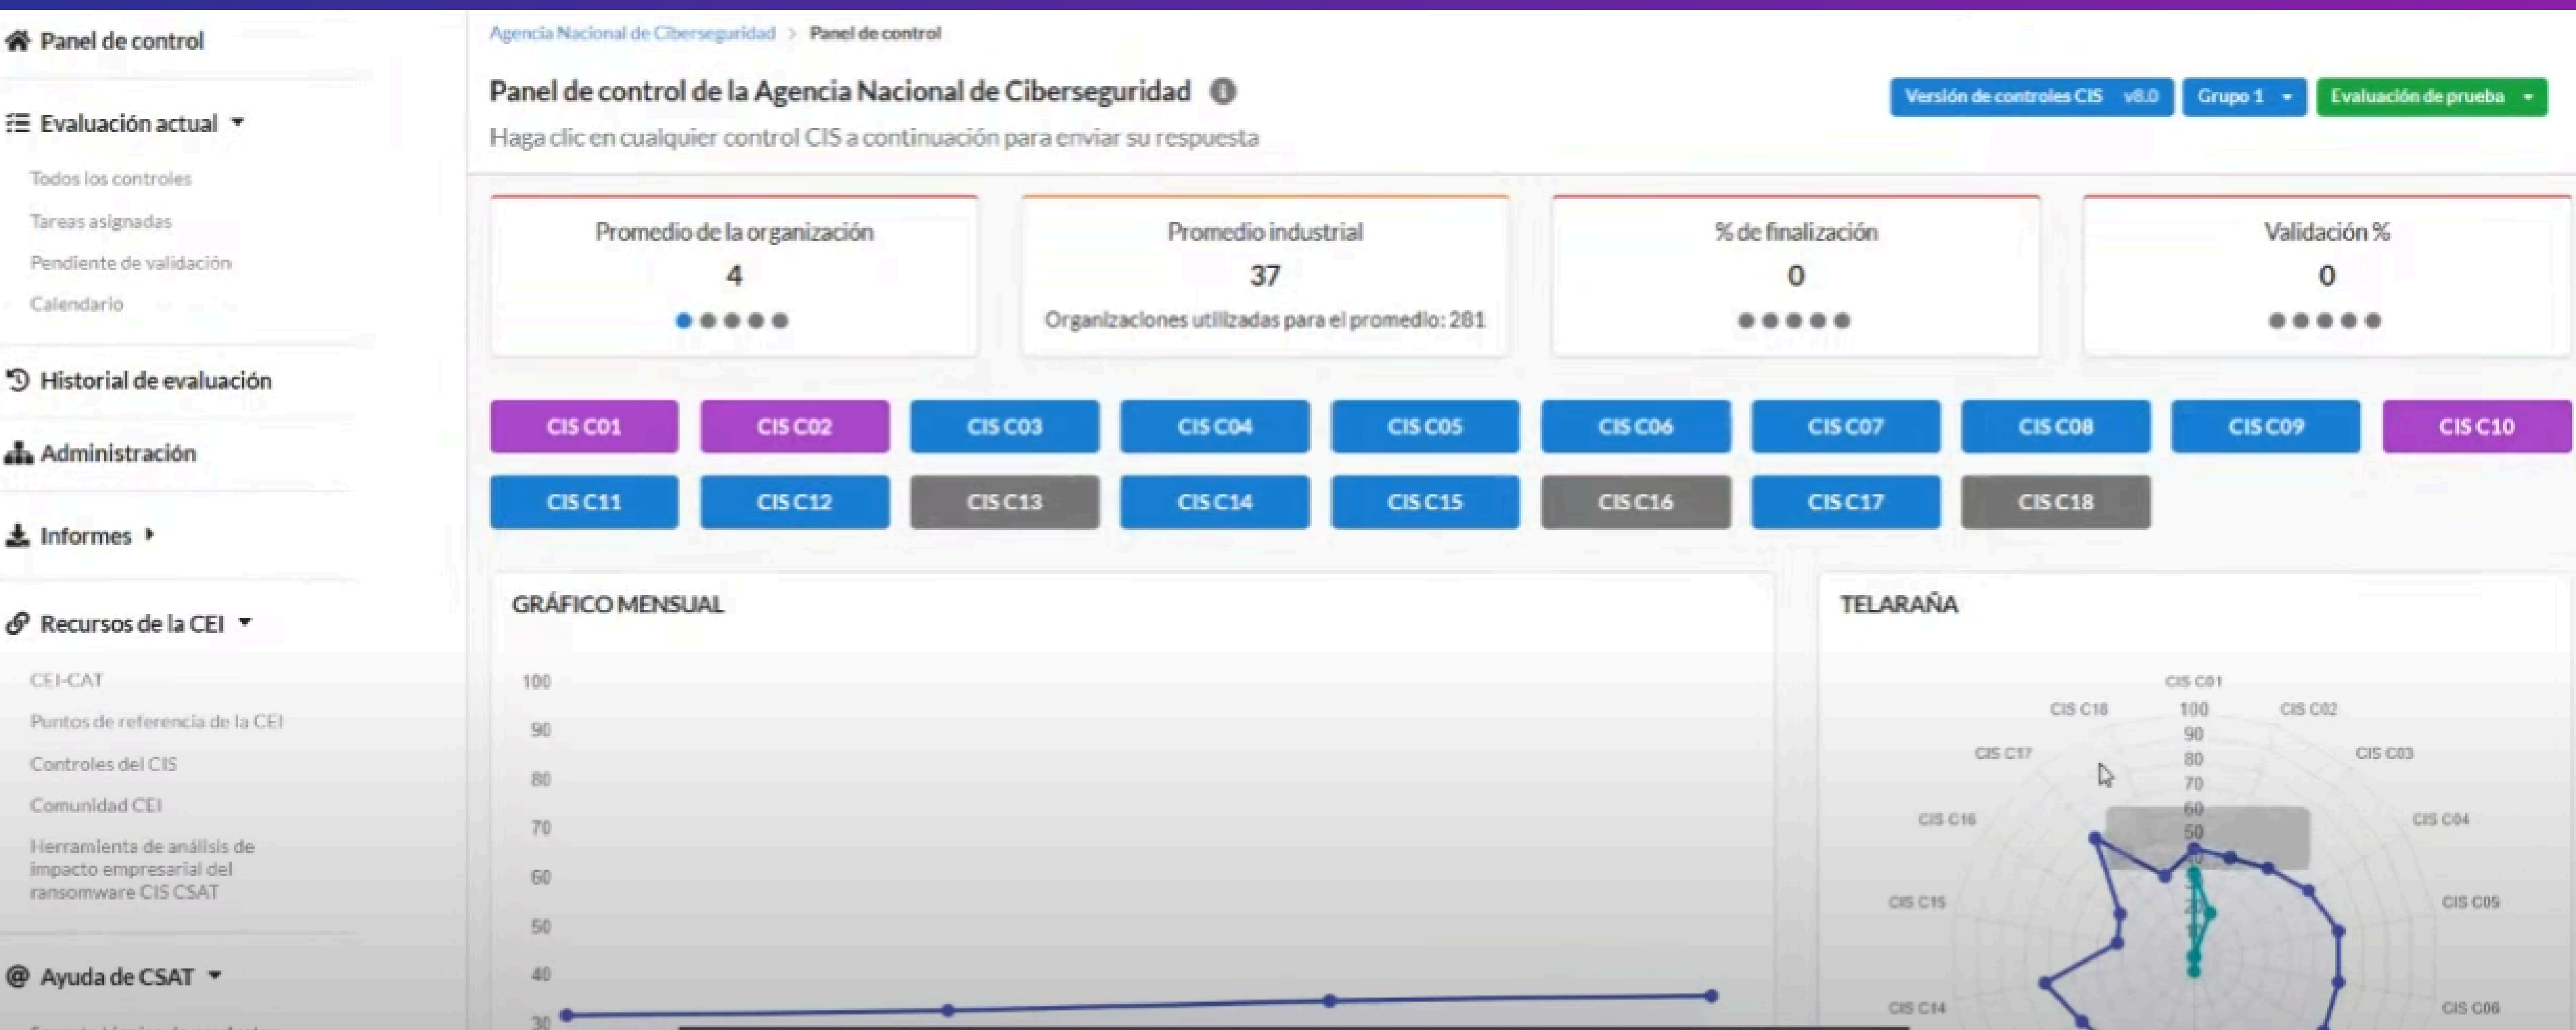 Panel de control
Evaluación actual
Todos los controles
Tareas asignadas
Pendiente de validación
Calendario
Historial de evaluación
Administración
Informes
Recursos de la CEI
CEI-CAT
Puntos de referencia de la CEI
Controles del CIS
Comunidad CEI
Herramienta de análisis de
impacto empresarial del
ransomware CIS CSAT
Ayuda de CSAT
Agencia Nacional de Ciberseguridad > Panel de control
Panel de control de la Agencia Nacional de Ciberseguridad
Haga clic en cualquier control CIS a continuación para enviar su respuesta
Versión de controles CIS v8.0
Grupo 1
Evaluación de prueba
Promedio de la organización
4
Promedio industrial
37
Organizaciones utilizadas para el promedio: 281
% de finalización
0
Validación %
0
CIS C01 CIS C02 CIS C03 CIS C04 CIS C05 CIS C06 CIS C07 CIS C08 CIS C09 CIS C10
CIS C11 CIS C12 CIS C13 CIS C14 CIS C15 CIS C16 CIS C17 CIS C18
GRÁFICO MENSUAL
100
90
80
70
60
50
40
30
TELARAÑA
CIS C01
CIS C18 100 CIS C02
90
CIS C17 CIS C03
80
70
60
CIS C16 CIS C04
50
CIS C15 CIS C05
CIS C14 CIS C06